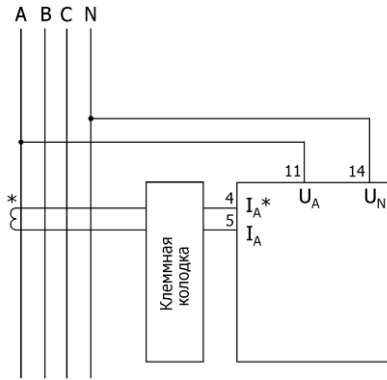 A B C N
11 14
U_A U_N
*
4
I_A*
5
I_A
Клеммная
колодка